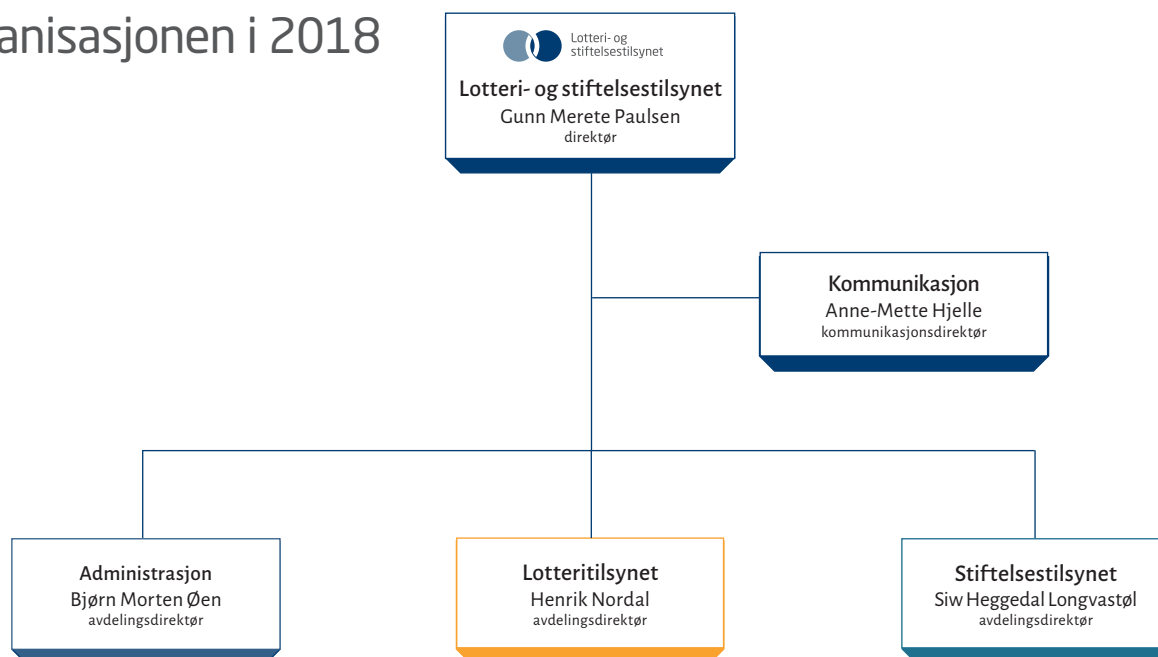 anisasjonen i 2018
Lotteri- og
stiftelsestilsynet
Lotteri- og stiftelsestilsynet
Gunn Merete Paulsen
direktør
Kommunikasjon
Anne-Mette Hjelle
kommunikasjonsdirektør
Administrasjon
Bjørn Morten Øen
avdelingsdirektør
Lotteritilsynet
Henrik Nordal
avdelingsdirektør
Stiftelsestilsynet
Siw Heggedal Longvastøl
avdelingsdirektør